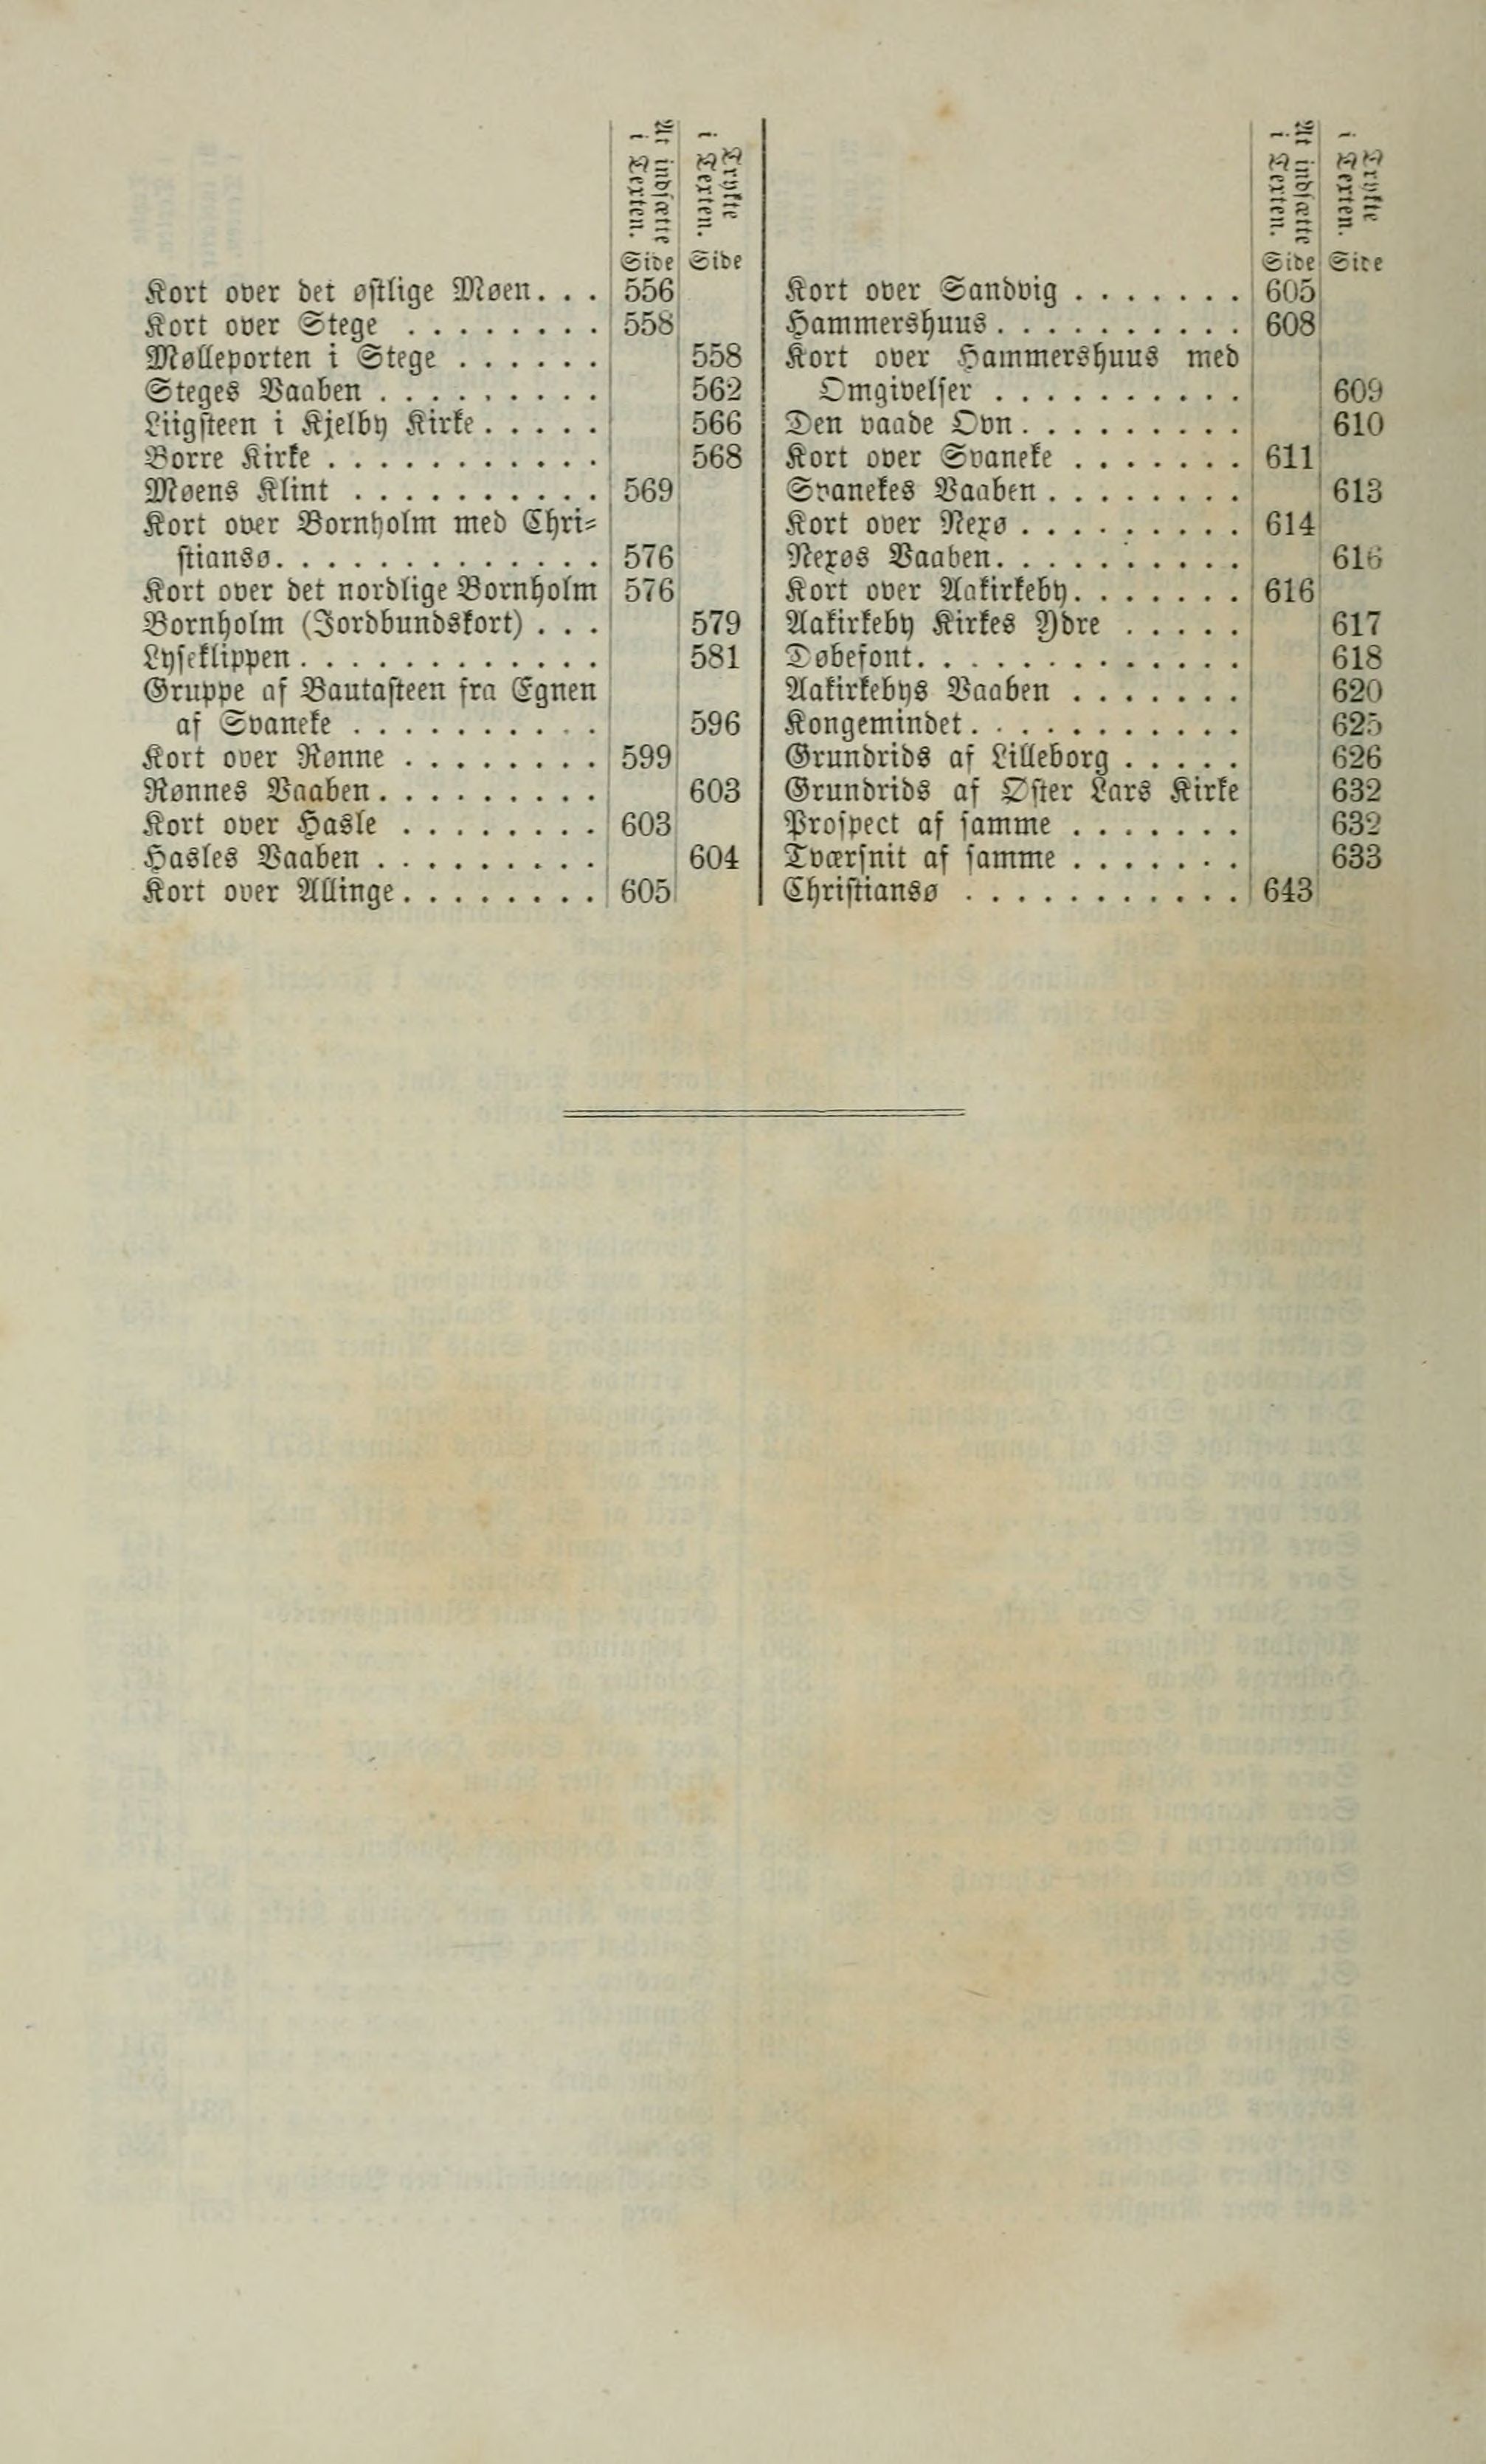 At indsætte i Texten.
Trykte i Texten.
Side Side
Kort over det østlige Møen. . . 556
Kort over Stege . . . . . . . . 558
Mølleporten i Stege . . . . . . 558
Steges Vaaben . . . . . . . . . 562
Liigsteen i Kjelby Kirke . . . . . 566
Borre Kirke . . . . . . . . . . . 568
Møens Klint . . . . . . . . . . 569
Kort over Bornholm med Chri-
stiansø. . . . . . . . . . . . . 576
Kort over det nordlige Bornholm 576
Bornholm (Jordbundskort) . . . 579
Lyseklippen . . . . . . . . . . . . 581
Gruppe af Bautasteen fra Egnen
af Svaneke . . . . . . . . . . 596
Kort over Rønne . . . . . . . . 599
Rønnes Vaaben . . . . . . . . . 603
Kort over Hasle . . . . . . . . 603
Hasles Vaaben . . . . . . . . . 604
Kort over Allinge . . . . . . . . 605
At indsætte i Texten.
Trykte i Texten.
Side Side
Kort over Sandvig . . . . . . . 605
Hammershuus . . . . . . . . . . 608
Kort over Hammershuus med
Omgivelser . . . . . . . . . . 609
Den vaade Ovn . . . . . . . . . 610
Kort over Svaneke . . . . . . . 611
Svanekes Vaaben . . . . . . . . 613
Kort over Nexø . . . . . . . . . 614
Nexøs Vaaben. . . . . . . . . . 616
Kort over Aakirkeby. . . . . . . 616
Aakirkeby Kirkes Ydre . . . . . 617
Døbefont. . . . . . . . . . . . . 618
Aakirkebys Vaaben . . . . . . . 620
Kongemindet. . . . . . . . . . . 625
Grundrids af Lilleborg . . . . . 626
Grundrids af Øster Lars Kirke 632
Prospect af samme . . . . . . . 632
Tværsnit af samme . . . . . . . 633
Christiansø . . . . . . . . . . . 643